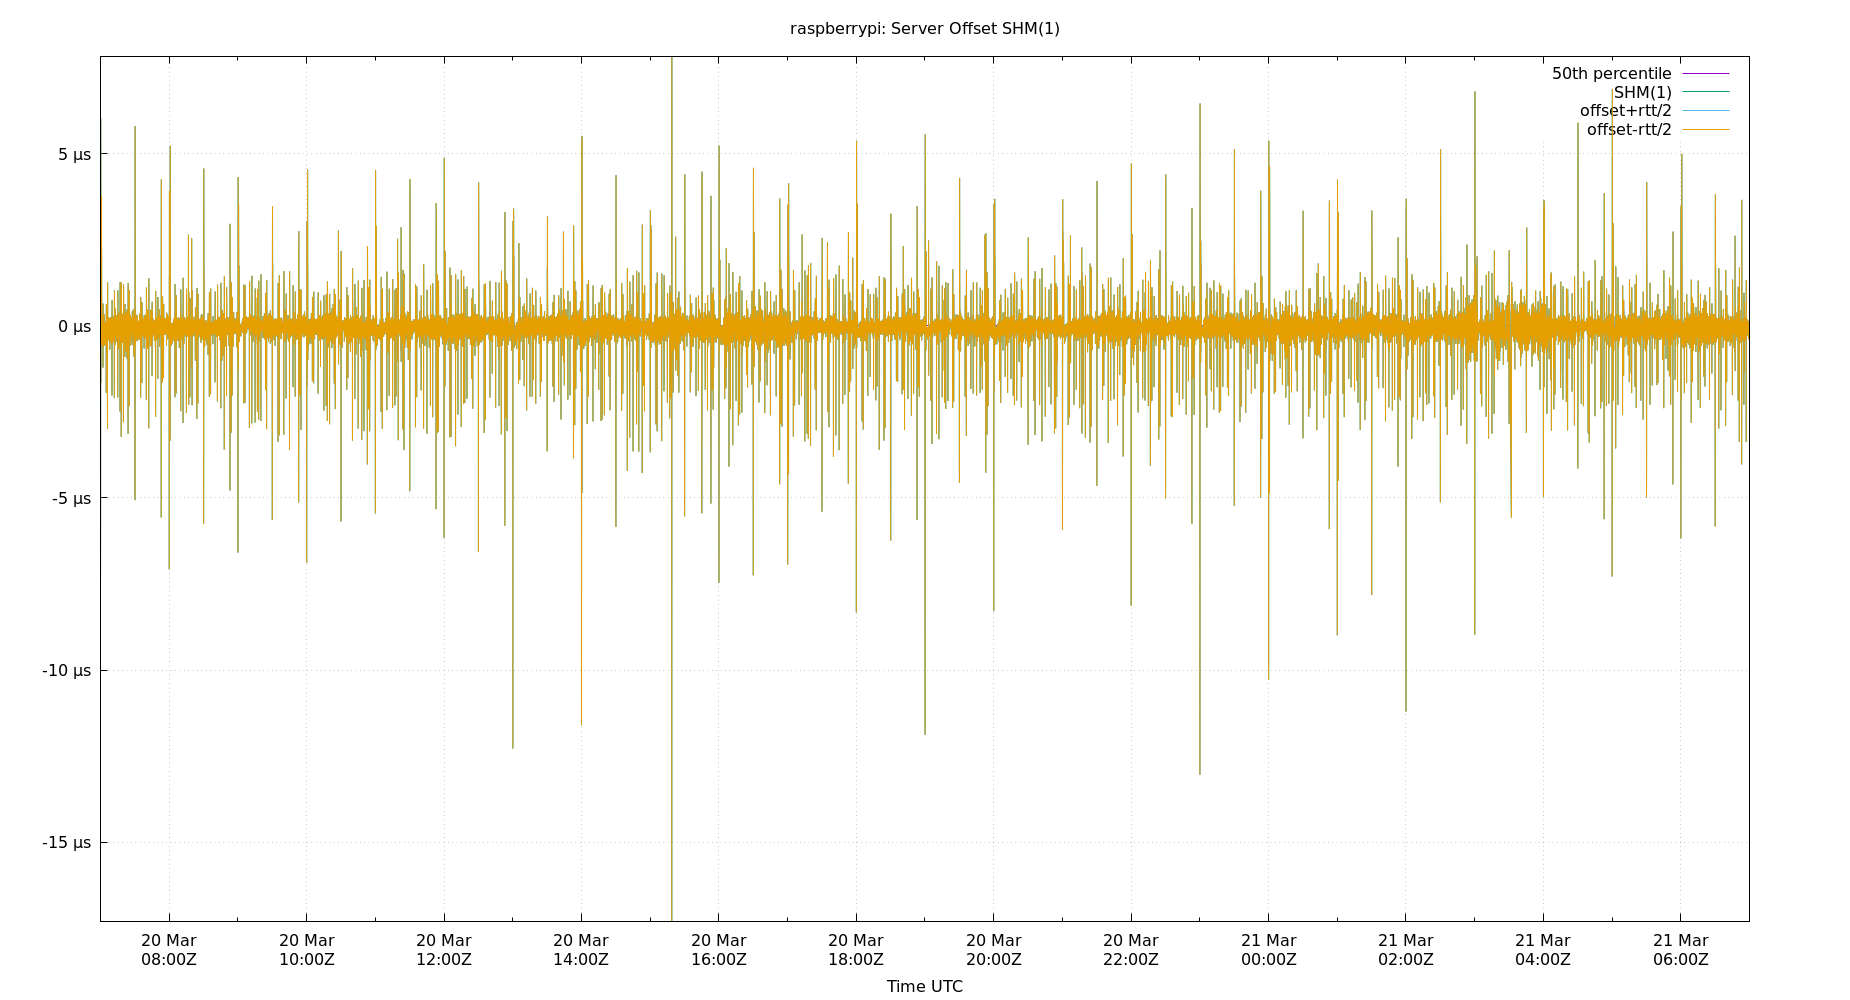 raspberrypi: Server Offset SHM(1)
50th percentile
SHM(1)
offset+rtt/2
offset-rtt/2
5 µs
0 µs
-5 µs
-10 µs
-15 µs
20 Mar 20 Mar 20 Mar 20 Mar 20 Mar 20 Mar 20 Mar 20 Mar 21 Mar 21 Mar 21 Mar 21 Mar
08:00Z 10:00Z 12:00Z 14:00Z 16:00Z 18:00Z 20:00Z 22:00Z 00:00Z 02:00Z 04:00Z 06:00Z
Time UTC